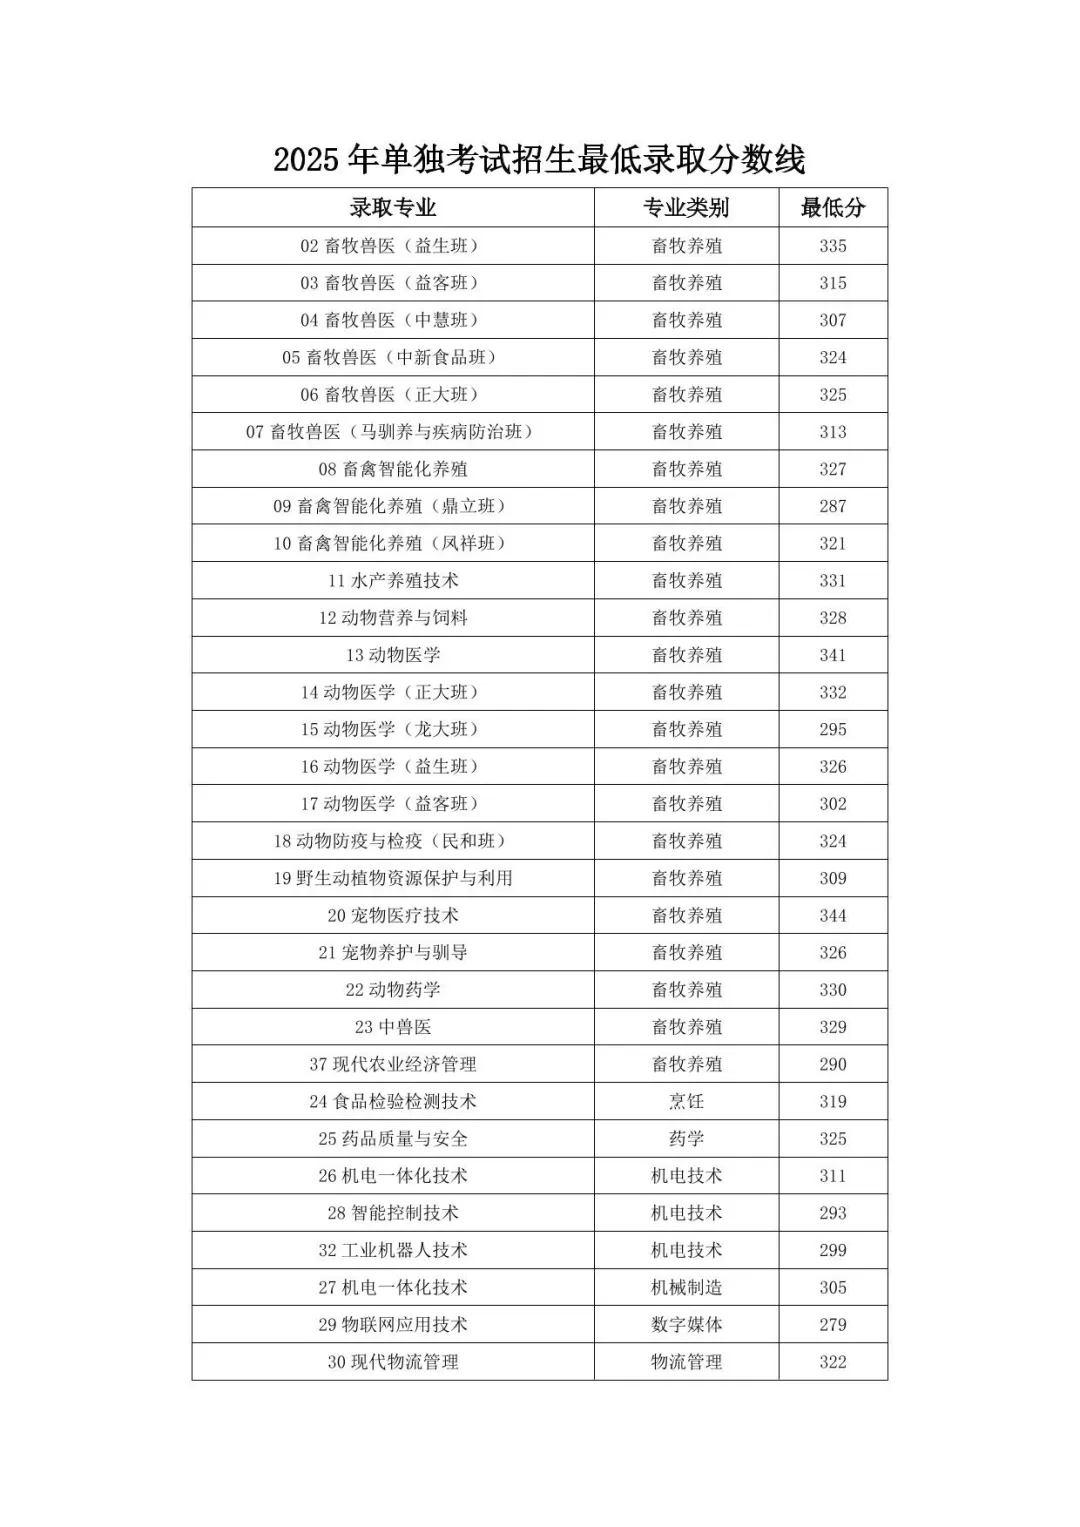 2025年单独考试招生最低录取分数线
录取专业 专业类别 最低分
02 畜牧兽医（益生班） 畜牧养殖 335
03 畜牧兽医（益客班） 畜牧养殖 315
04 畜牧兽医（中慧班） 畜牧养殖 307
05 畜牧兽医（中新食品班） 畜牧养殖 324
06 畜牧兽医（正大班） 畜牧养殖 325
07 畜牧兽医（马驯养与疾病防治班） 畜牧养殖 313
08 畜禽智能化养殖 畜牧养殖 327
09 畜禽智能化养殖（鼎立班） 畜牧养殖 287
10 畜禽智能化养殖（凤祥班） 畜牧养殖 321
11 水产养殖技术 畜牧养殖 331
12 动物营养与饲料 畜牧养殖 328
13 动物医学 畜牧养殖 341
14 动物医学（正大班） 畜牧养殖 332
15 动物医学（龙大班） 畜牧养殖 295
16 动物医学（益生班） 畜牧养殖 326
17 动物医学（益客班） 畜牧养殖 302
18 动物防疫与检疫（民和班） 畜牧养殖 324
19 野生动植物资源保护与利用 畜牧养殖 309
20 宠物医疗技术 畜牧养殖 344
21 宠物养护与驯导 畜牧养殖 326
22 动物药学 畜牧养殖 330
23 中兽医 畜牧养殖 329
37 现代农业经济管理 畜牧养殖 290
24 食品检验检测技术 烹饪 319
25 药品质量与安全 药学 325
26 机电一体化技术 机电技术 311
28 智能控制技术 机电技术 293
32 工业机器人技术 机电技术 299
27 机电一体化技术 机械制造 305
29 物联网应用技术 数字媒体 279
30 现代物流管理 物流管理 322